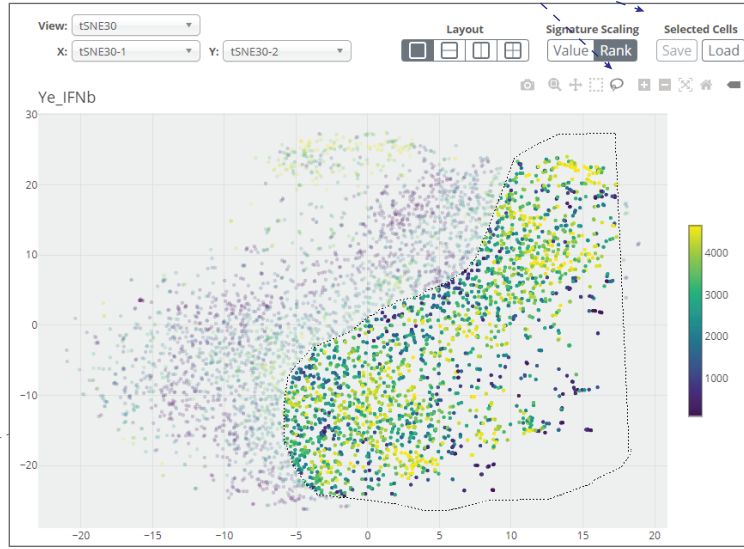 View: tSNE30
Layout Signature Scaling Selected Cells
X: tSNE30-1 Y: tSNE30-2 Value Rank Save Load
Ye_IFNb
30
20
10
0
−10
−20
−20 −15 −10 −5 0 5 10 15 20
4000
3000
2000
1000